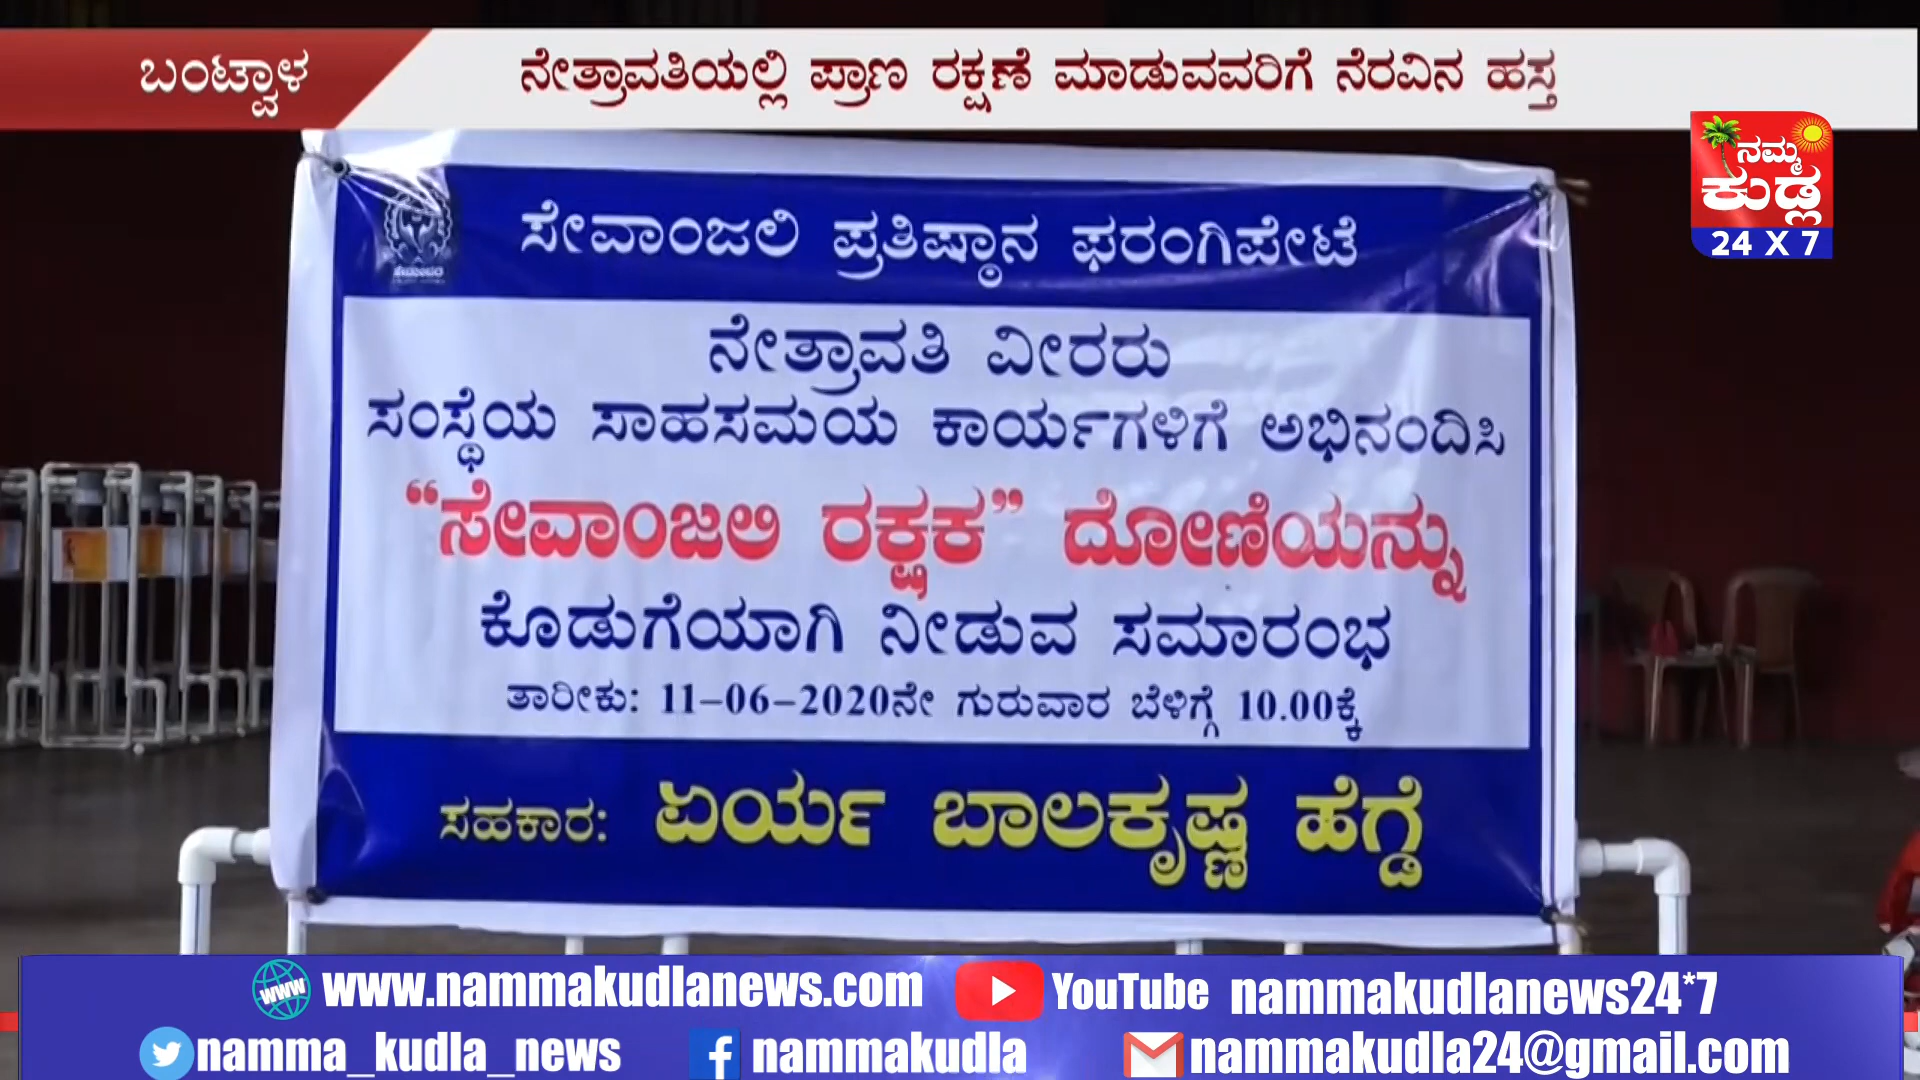 ಬಂಟ್ವಾಳ
ನೇತ್ರಾವತಿಯಲ್ಲಿ ಪ್ರಾಣ ರಕ್ಷಣೆ ಮಾಡುವವರಿಗೆ ನೆರವಿನ ಹಸ್ತ
ನಮ್ಮ
ಕುಡ್ಲ
24 X 7
ಸೇವಾಂಜಲಿ ಪ್ರತಿಷ್ಠಾನ ಫರಂಗಿಪೇಟೆ
ನೇತ್ರಾವತಿ ವೀರರು
ಸಂಸ್ಥೆಯ ಸಾಹಸಮಯ ಕಾರ್ಯಗಳಿಗೆ ಅಭಿನಂದಿಸಿ
“ಸೇವಾಂಜಲಿ ರಕ್ಷಕ” ದೋಣಿಯನ್ನು
ಕೊಡುಗೆಯಾಗಿ ನೀಡುವ ಸಮಾರಂಭ
ತಾರೀಕು: 11-06-2020ನೇ ಗುರುವಾರ ಬೆಳಿಗ್ಗೆ 10.00ಕ್ಕೆ
ಸಹಕಾರ: ಏರ್ಯ ಬಾಲಕೃಷ್ಣ ಹೆಗ್ಡೆ
www www.nammakudlanews.com YouTube nammakudlanews24*7
namma_kudla_news nammakudla nammakudla24@gmail.com